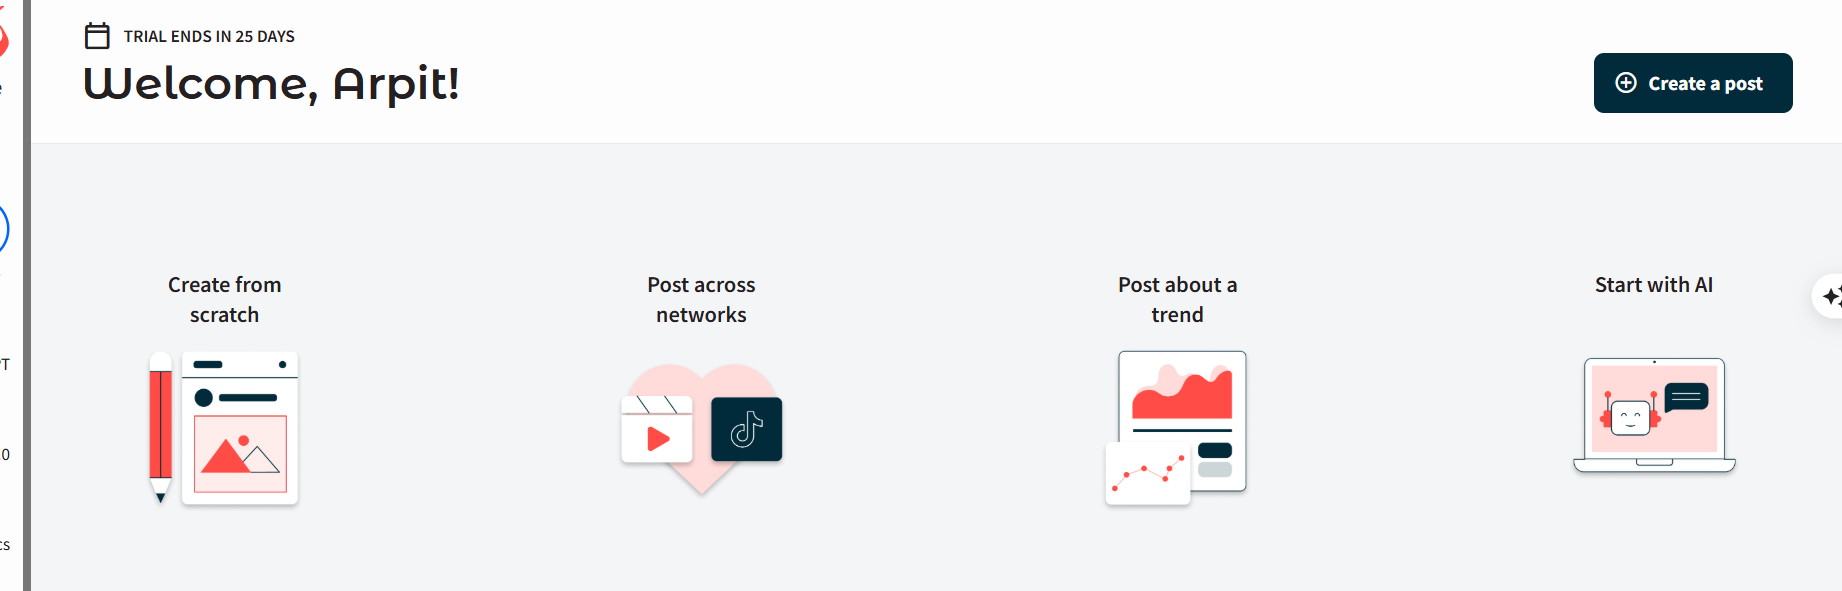 TRIAL ENDS IN 25 DAYS
Welcome, Arpit!
Create a post
Create from
scratch
Post across
networks
Post about a
trend
Start with AI